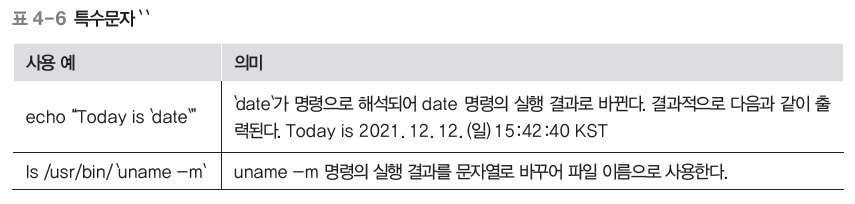 표 4-6 특수문자 ``
사용 예 의미
echo “Today is `date`” `date`가 명령으로 해석되어 date 명령의 실행 결과로 바뀐다. 결과적으로 다음과 같이 출
력된다. Today is 2021. 12. 12. (일) 15:42:40 KST
ls /usr/bin/`uname -m` uname -m 명령의 실행 결과를 문자열로 바꾸어 파일 이름으로 사용한다.